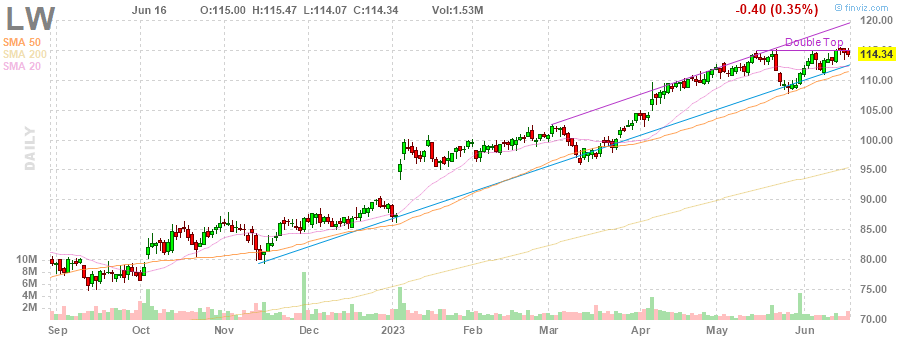 LW
Jun 16 O:115.00 H:115.47 L:114.07 C:114.34 Vol:1.53M -0.40 (0.35%) © finviz.com
SMA 50
SMA 200
SMA 20
DAILY
Double Top
120.00
114.34
110.00
105.00
100.00
95.00
90.00
85.00
80.00
75.00
70.00
10M
8M
6M
4M
2M
Sep Oct Nov Dec 2023 Feb Mar Apr May Jun